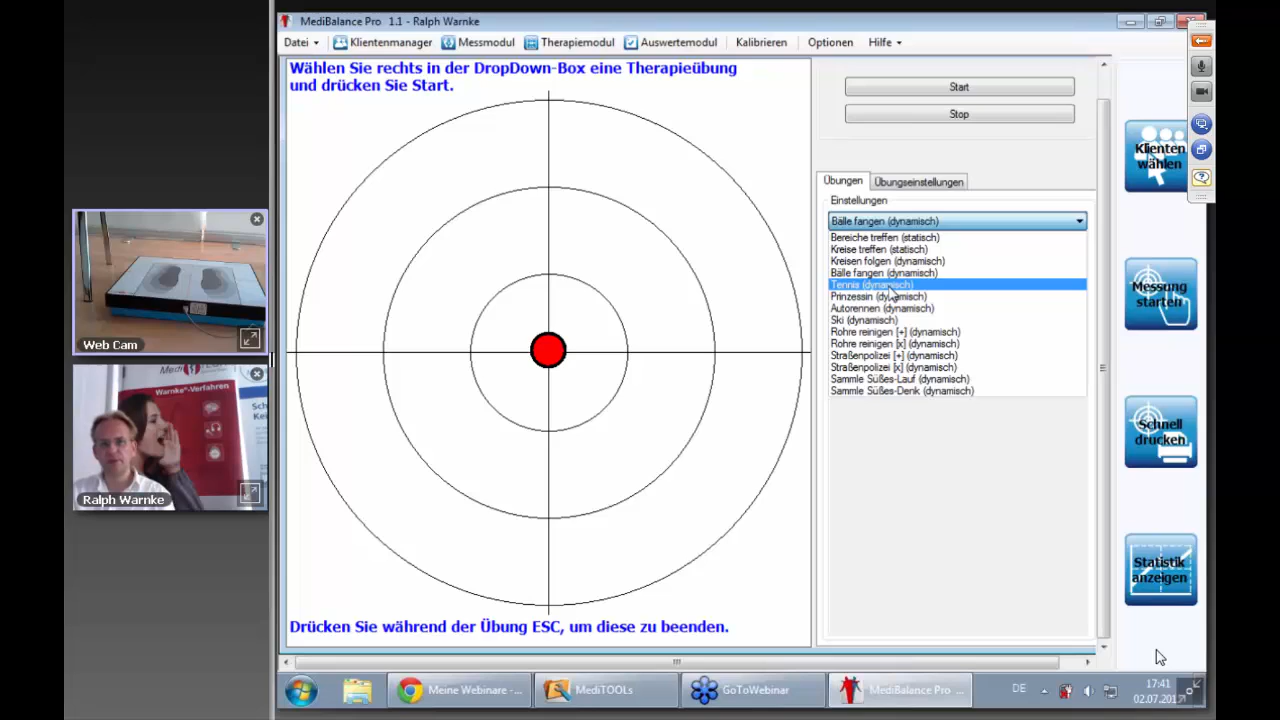 MediBalance Pro 1.1 - Ralph Warnke
Datei
Klientenmanager
Messmodul
Therapiemodul
Auswertemodul
Kalibrieren
Optionen
Hilfe
Wählen Sie rechts in der DropDown-Box eine Therapieübung
und drücken Sie Start.
Start
Stop
Übungen
Übungseinstellungen
Einstellungen
Bälle fangen (dynamisch)
Bereiche treffen (statisch)
Kreise treffen (statisch)
Kreisen folgen (dynamisch)
Bälle fangen (dynamisch)
Tennis (dynamisch)
Prinzessin (dynamisch)
Autorennen (dynamisch)
Ski (dynamisch)
Rohre reinigen [+] (dynamisch)
Rohre reinigen [x] (dynamisch)
Straßenpolizei [+] (dynamisch)
Straßenpolizei [x] (dynamisch)
Sammle Süßes-Lauf (dynamisch)
Sammle Süßes-Denk (dynamisch)
Klienten
wählen
Messung
starten
Schnell
drucken
Statistik
anzeigen
Web Cam
Warnke®-Verfahren
Ralph Warnke
Drücken Sie während der Übung ESC, um diese zu beenden.
Meine Webinare - ...
MediTOOLs
GoToWebinar
MediBalance Pro ...
DE
17:41